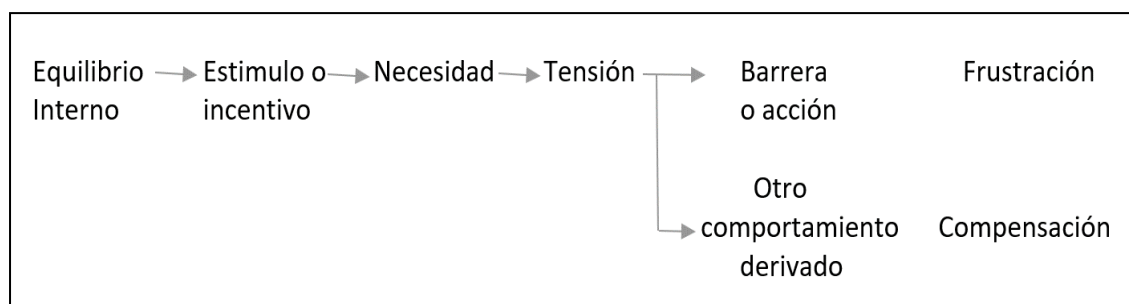 Equilibrio Estimulo o Necesidad Tensión Barrera Frustración
Interno incentivo o acción
Otro
comportamiento Compensación
derivado